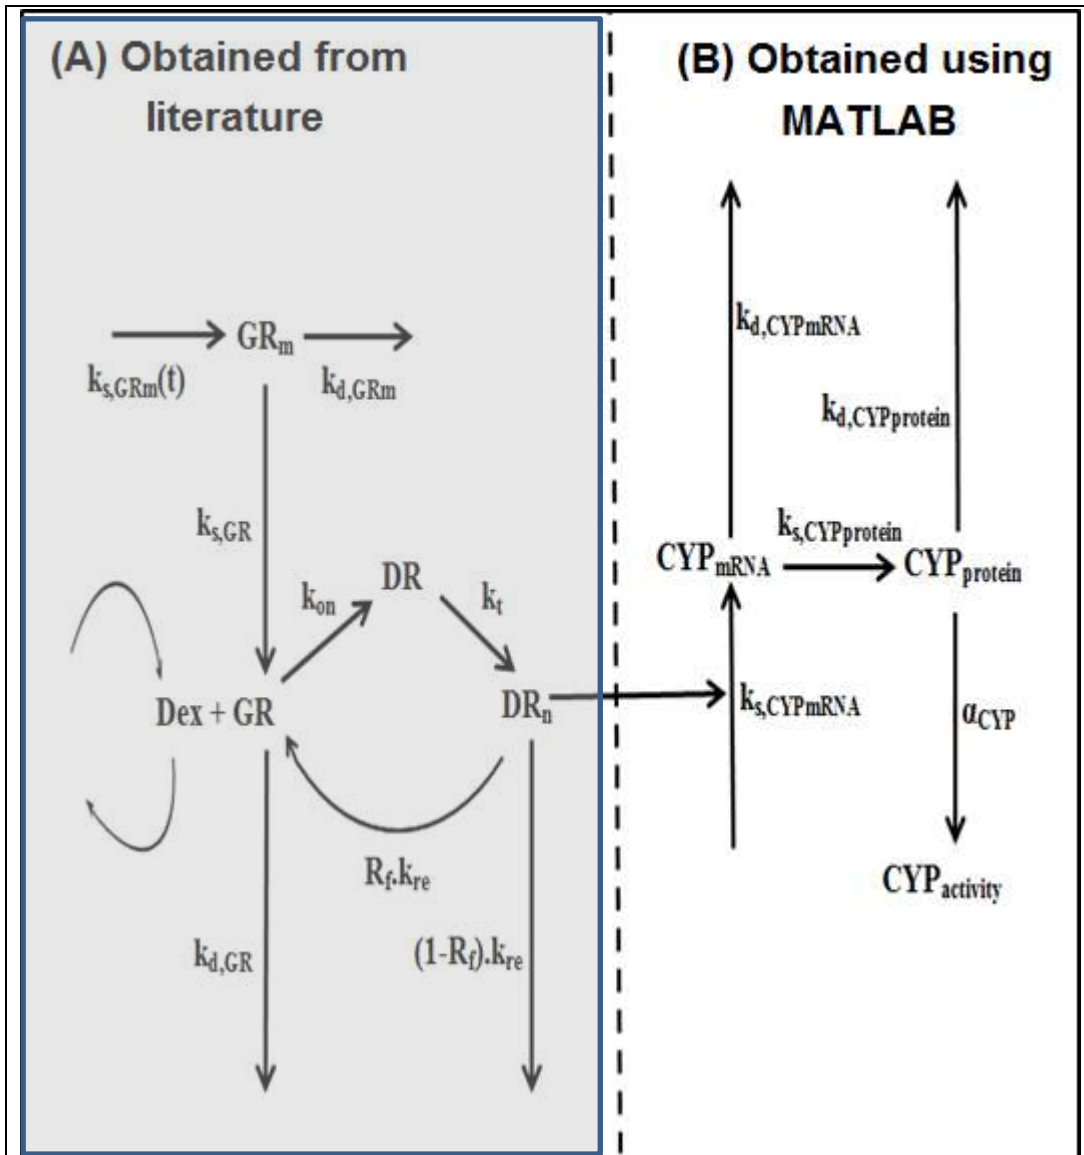 (A) Obtained from
literature
GRm
ks,GRm(t)
kd,GRm
ks,GR
DR
kon
kt
Dex + GR
DRn
Rf.kre
kd,GR
(1-Rf).kre
(B) Obtained using
MATLAB
kd,CYPmRNA
kd,CYPprotein
ks,CYPprotein
CYPmRNA
CYPprotein
ks,CYPmRNA
αCYP
CYPactivity